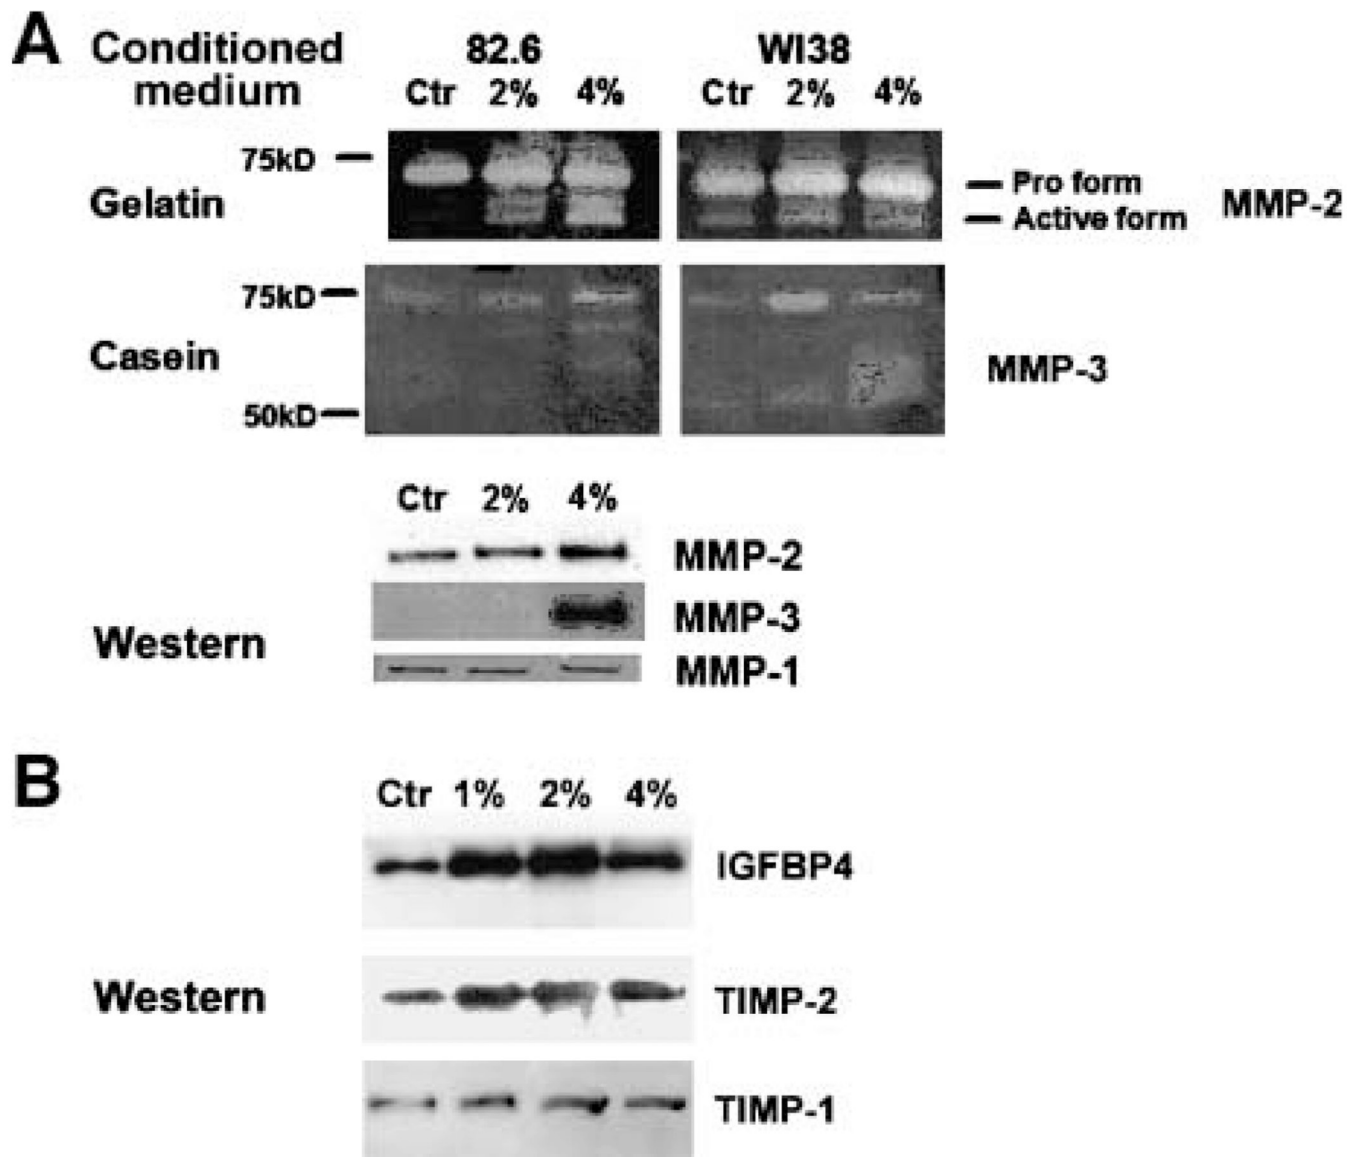 A
Conditioned medium
82.6
WI38
Ctr 2% 4%
Ctr 2% 4%
75kD
Gelatin
Pro form
Active form
MMP-2
75kD
Casein
50kD
MMP-3
Ctr 2% 4%
MMP-2
MMP-3
Western
MMP-1
B
Ctr 1% 2% 4%
IGFBP4
Western
TIMP-2
TIMP-1